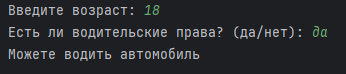 Введите возраст: 18
Есть ли водительские права? (да/нет): да
Можете водить автомобиль